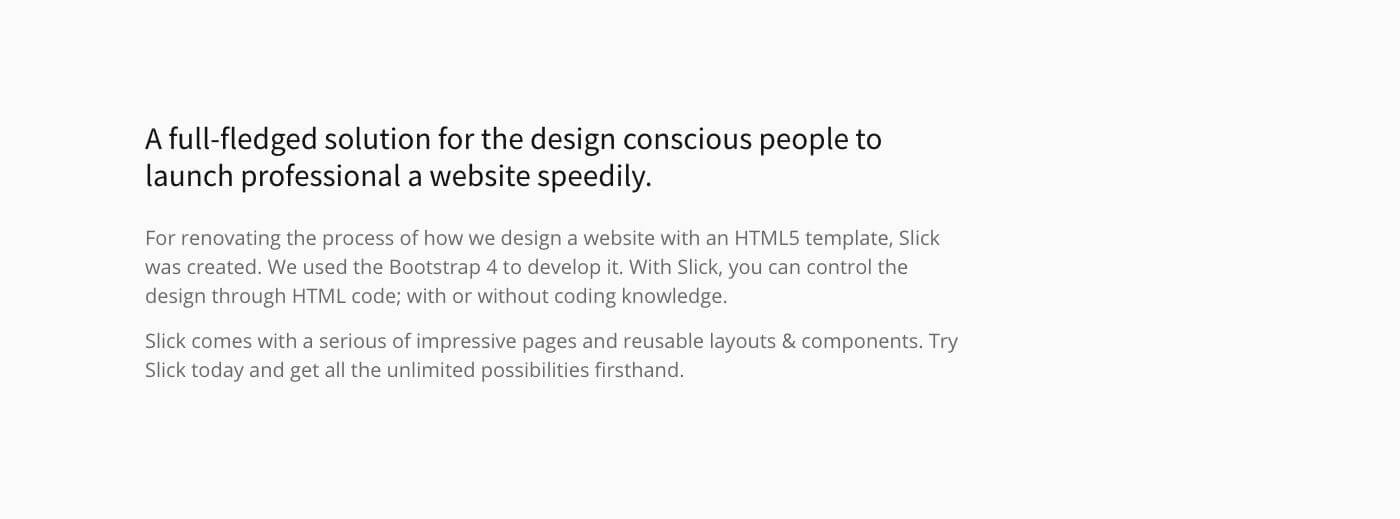 A full-fledged solution for the design conscious people to
launch professional a website speedily.
For renovating the process of how we design a website with an HTML5 template, Slick
was created. We used the Bootstrap 4 to develop it. With Slick, you can control the
design through HTML code; with or without coding knowledge.
Slick comes with a serious of impressive pages and reusable layouts & components. Try
Slick today and get all the unlimited possibilities firsthand.